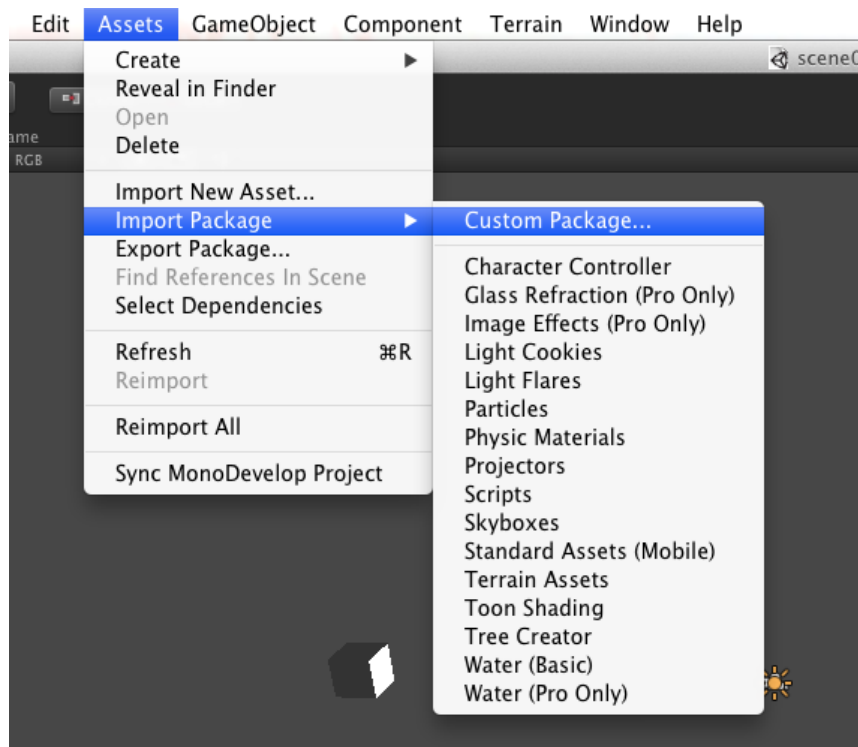 Edit Assets GameObject Component Terrain Window Help
Create
Reveal in Finder
Open
Delete
RGB
Import New Asset...
Import Package
Export Package...
Find References In Scene
Select Dependencies
Refresh ⌘R
Reimport
Reimport All
Sync MonoDevelop Project
Custom Package...
Character Controller
Glass Refraction (Pro Only)
Image Effects (Pro Only)
Light Cookies
Light Flares
Particles
Physic Materials
Projectors
Scripts
Skyboxes
Standard Assets (Mobile)
Terrain Assets
Toon Shading
Tree Creator
Water (Basic)
Water (Pro Only)